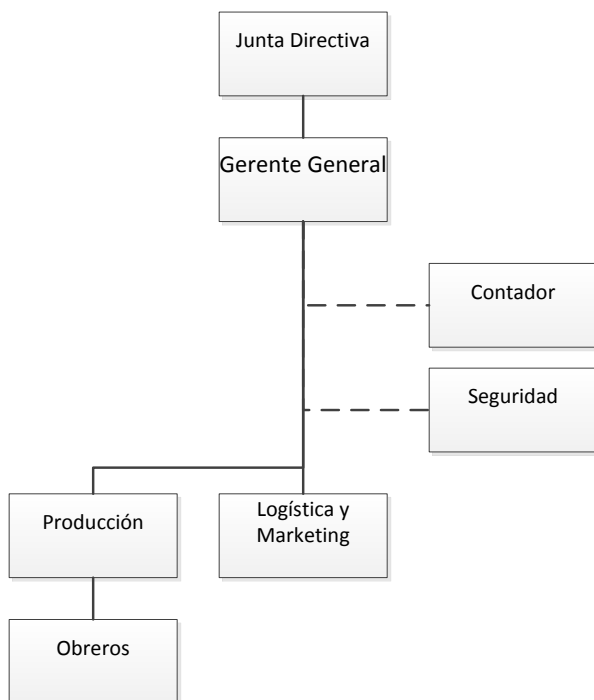 Junta Directiva
Gerente General
Contador
Seguridad
Producción
Logística y
Marketing
Obreros